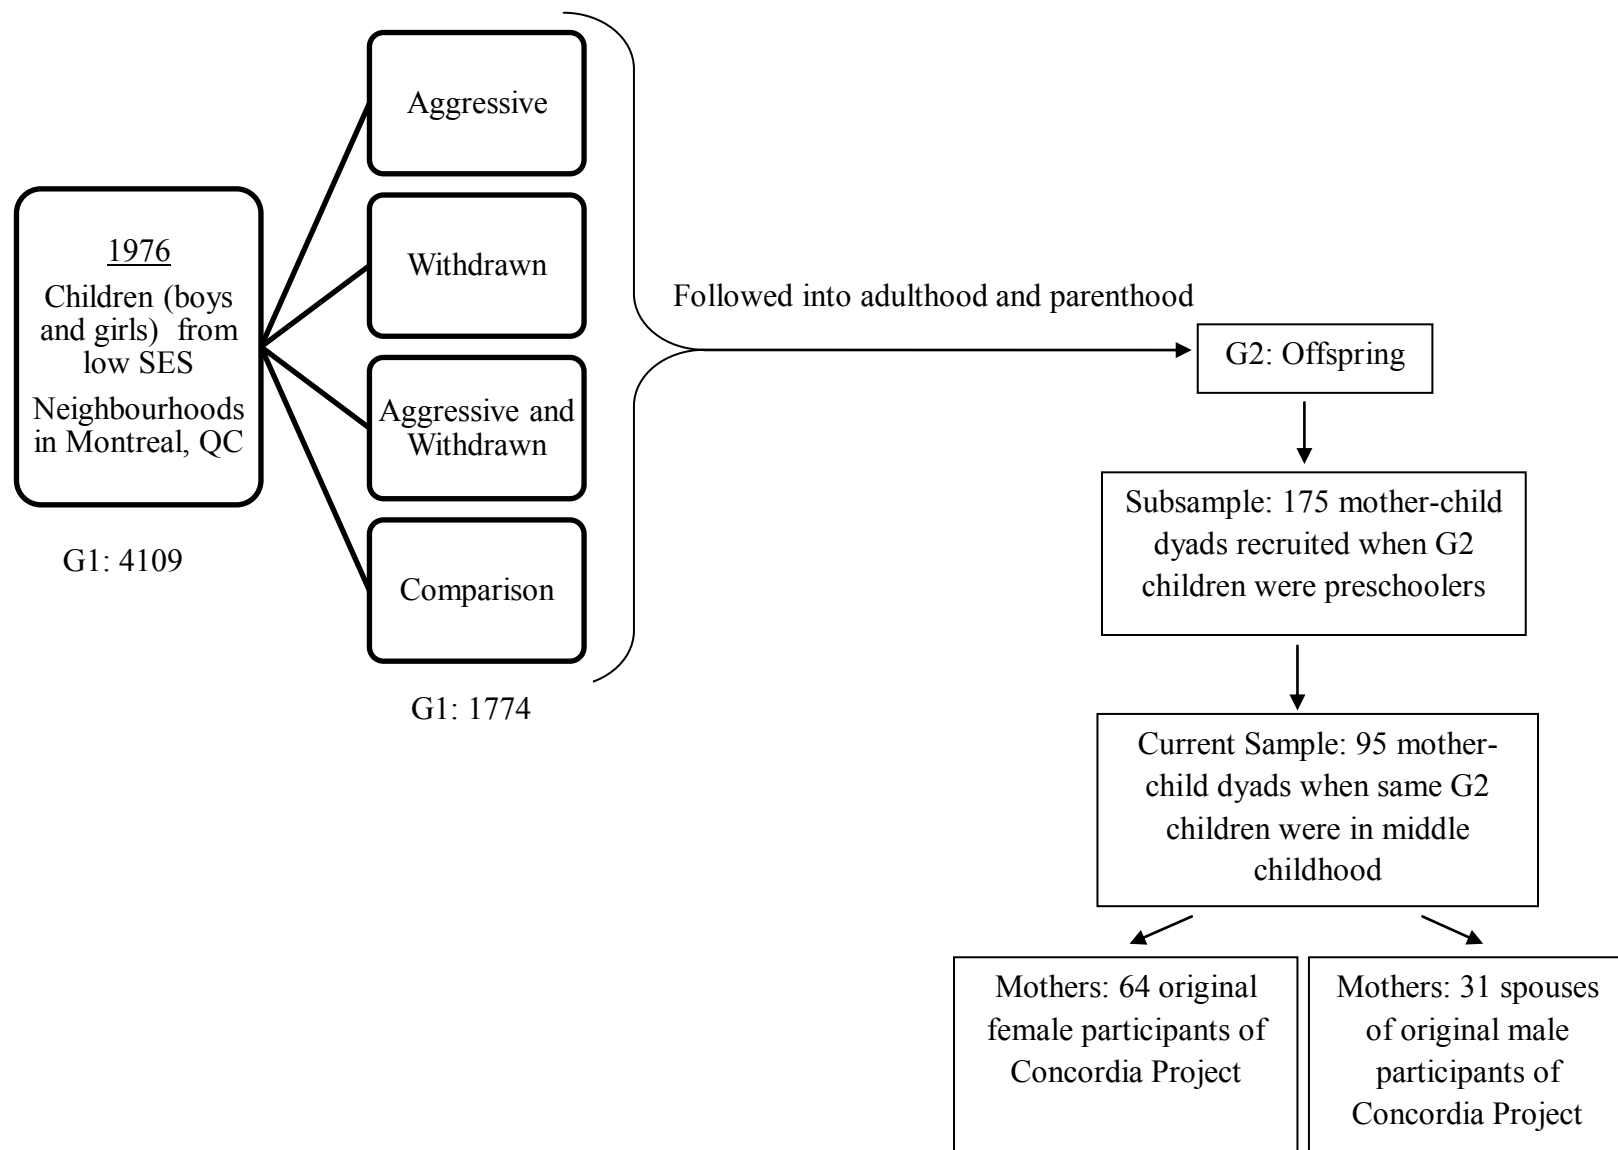 1976
Children (boys
and girls)  from
low SES
Neighbourhoods
in Montreal, QC
G1: 4109
Aggressive
Withdrawn
Aggressive and
Withdrawn
Comparison
G1: 1774
Followed into adulthood and parenthood
G2: Offspring
Subsample: 175 mother-child
dyads recruited when G2
children were preschoolers
Current Sample: 95 mother-
child dyads when same G2
children were in middle
childhood
Mothers: 64 original
female participants of
Concordia Project
Mothers: 31 spouses
of original male
participants of
Concordia Project